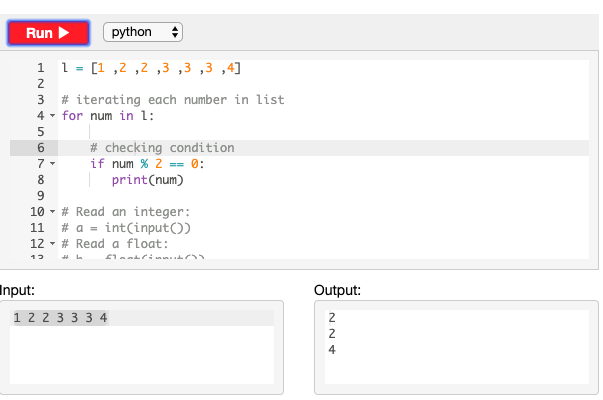 Run
python
1 l = [1 ,2 ,2 ,3 ,3 ,3 ,4]
2
3 # iterating each number in list
4 for num in l:
5
6 # checking condition
7 if num % 2 == 0:
8 print(num)
9
10 # Read an integer:
11 # a = int(input())
12 # Read a float:
13 # b = float(input())
Input:
1 2 2 3 3 3 4
Output:
2
2
4